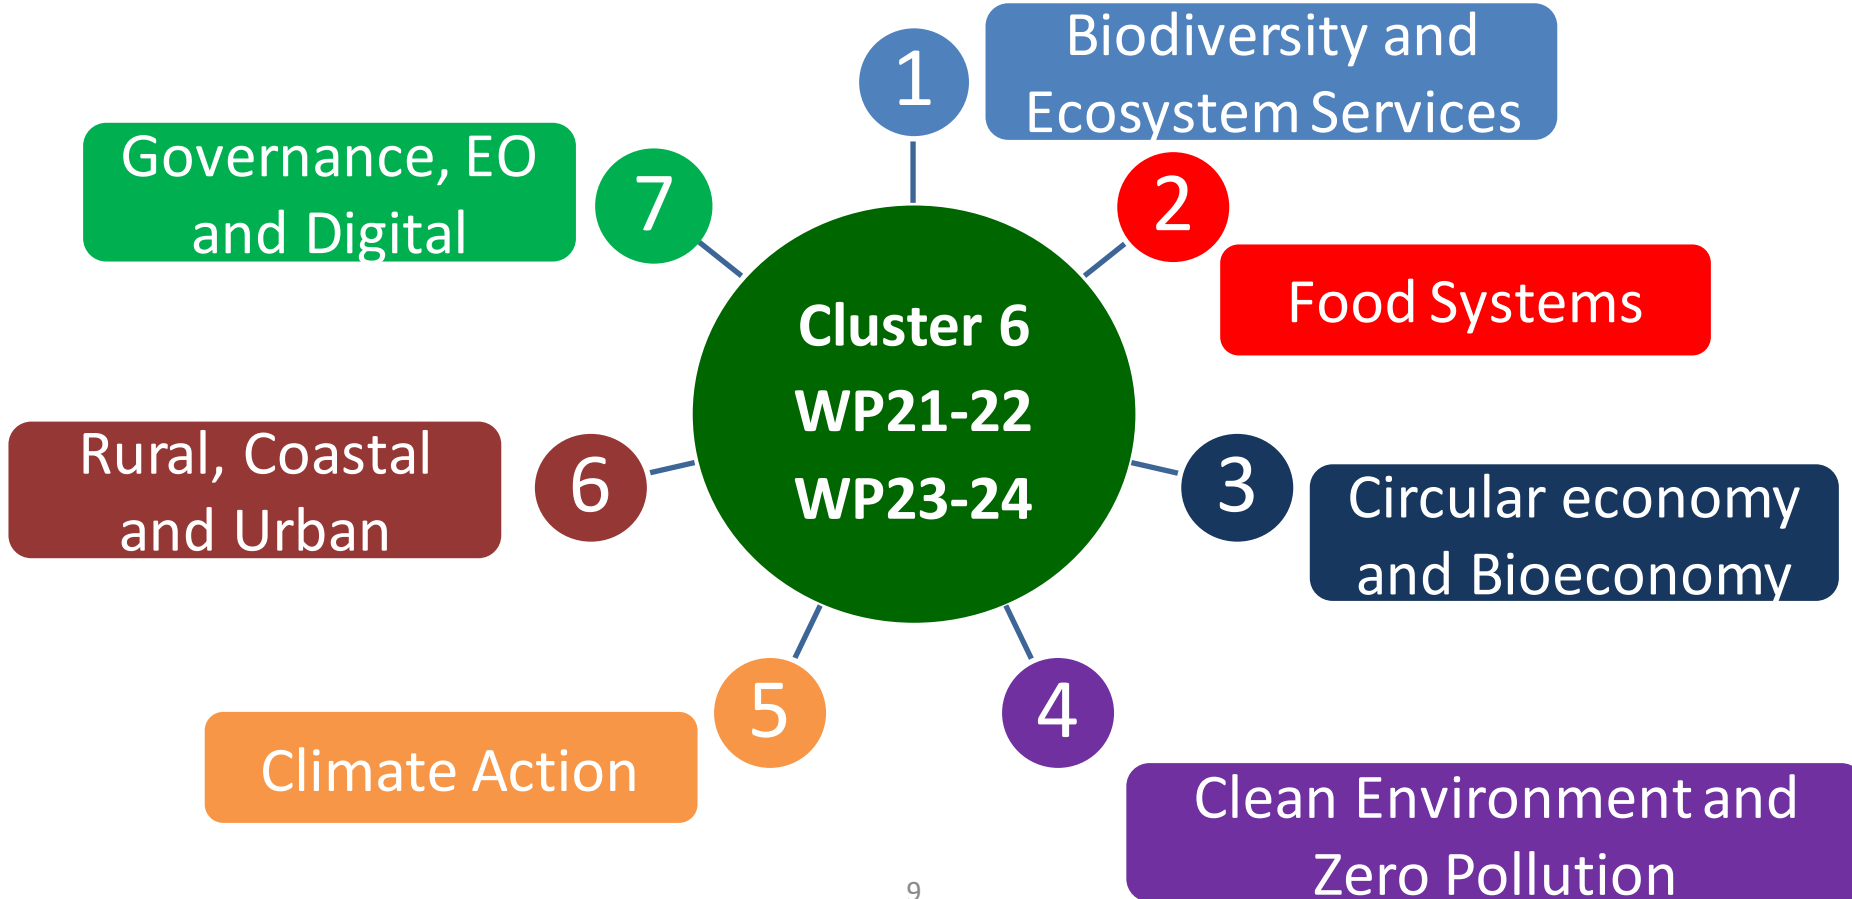 1
Biodiversity and
Ecosystem Services
2
Food Systems
3
Circular economy
and Bioeconomy
4
Clean Environment and
Zero Pollution
5
Climate Action
6
Rural, Coastal
and Urban
7
Governance, EO
and Digital
Cluster 6
WP21-22
WP23-24
9